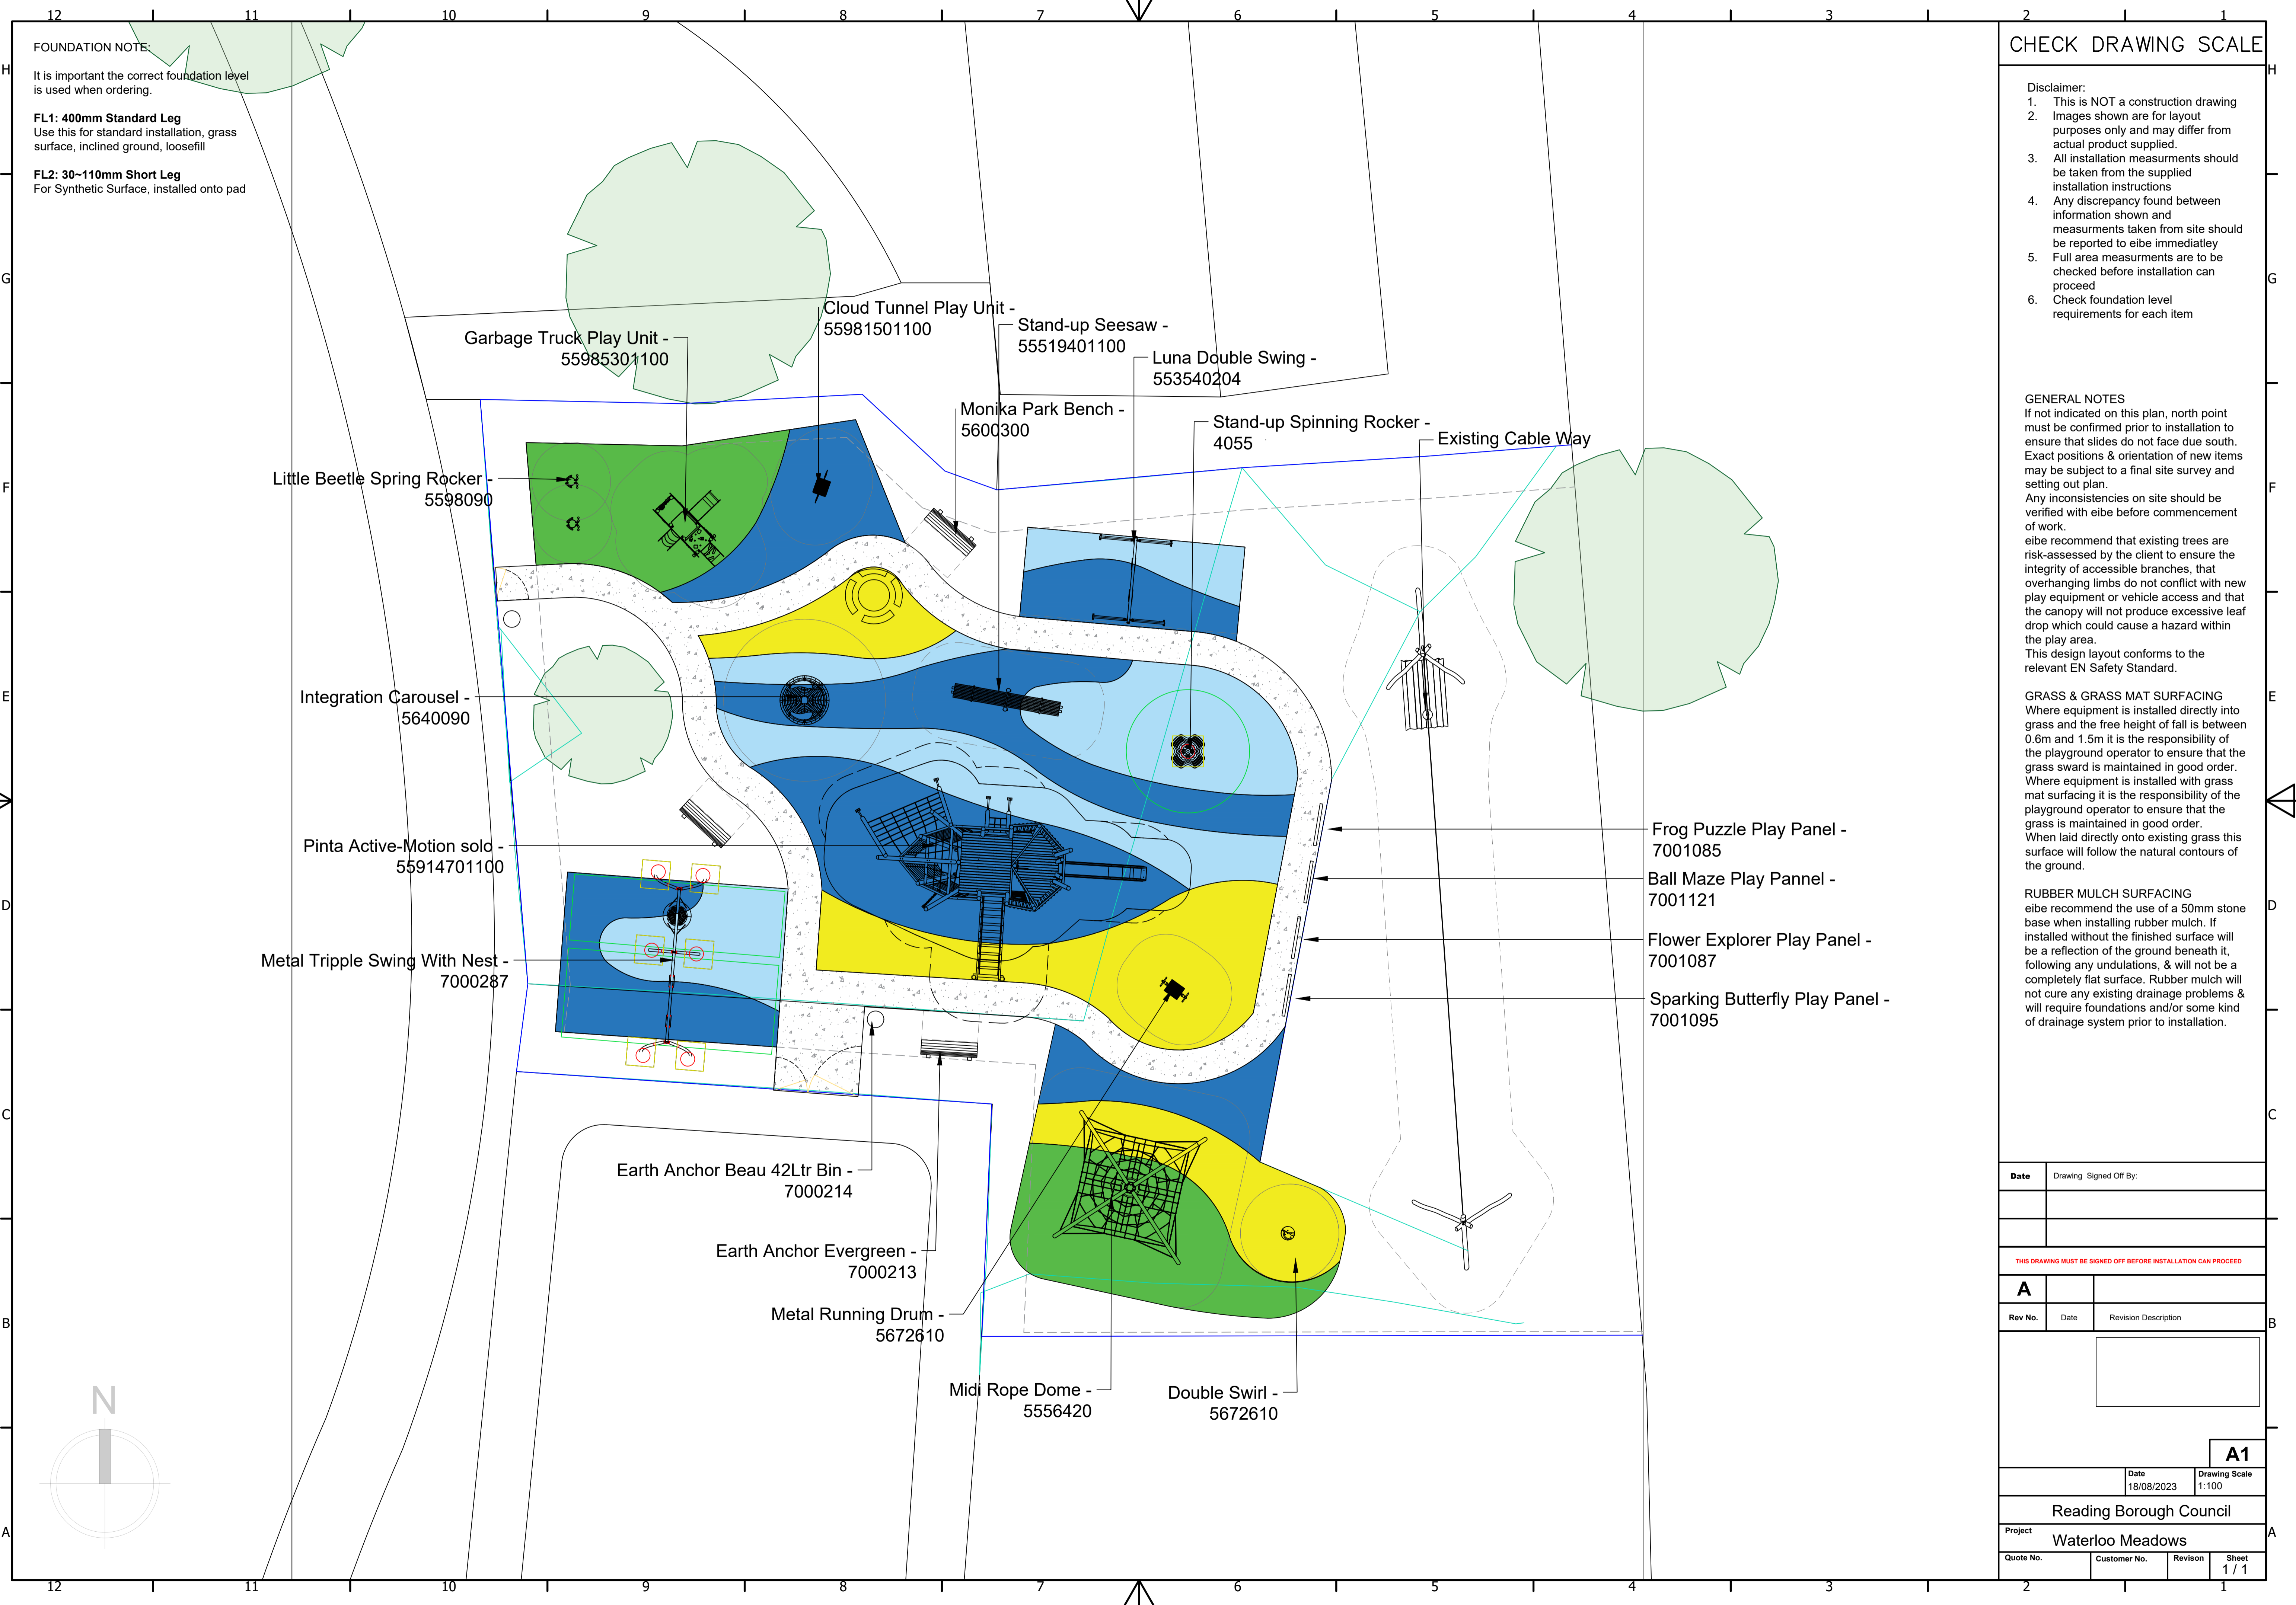 12 11 10 9 8 7 6 5 4 3 2 1
H
G
F
E
D
C
B
A
FOUNDATION NOTE:
It is important the correct foundation level
is used when ordering.
FL1: 400mm Standard Leg
Use this for standard installation, grass
surface, inclined ground, loosefill
FL2: 30~110mm Short Leg
For Synthetic Surface, installed onto pad
Cloud Tunnel Play Unit -
55981501100
Garbage Truck Play Unit -
55985301100
Stand-up Seesaw -
55519401100
Luna Double Swing -
553540204
Monika Park Bench -
5600300
Stand-up Spinning Rocker -
4055
Existing Cable Way
Little Beetle Spring Rocker -
5598090
Integration Carousel -
5640090
Pinta Active-Motion solo -
55914701100
Frog Puzzle Play Panel -
7001085
Ball Maze Play Pannel -
7001121
Flower Explorer Play Panel -
7001087
Sparking Butterfly Play Panel -
7001095
Metal Tripple Swing With Nest -
7000287
Earth Anchor Beau 42Ltr Bin -
7000214
Earth Anchor Evergreen -
7000213
Metal Running Drum -
5672610
Midi Rope Dome -
5556420
Double Swirl -
5672610
N
CHECK DRAWING SCALE
Disclaimer:
1. This is NOT a construction drawing
2. Images shown are for layout
purposes only and may differ from
actual product supplied.
3. All installation measurments should
be taken from the supplied
installation instructions
4. Any discrepancy found between
information shown and
measurments taken from site should
be reported to eibe immediatley
5. Full area measurments are to be
checked before installation can
proceed
6. Check foundation level
requirements for each item
GENERAL NOTES
If not indicated on this plan, north point
must be confirmed prior to installation to
ensure that slides do not face due south.
Exact positions & orientation of new items
may be subject to a final site survey and
setting out plan.
Any inconsistencies on site should be
verified with eibe before commencement
of work.
eibe recommend that existing trees are
risk-assessed by the client to ensure the
integrity of accessible branches, that
overhanging limbs do not conflict with new
play equipment or vehicle access and that
the canopy will not produce excessive leaf
drop which could cause a hazard within
the play area.
This design layout conforms to the
relevant EN Safety Standard.
GRASS & GRASS MAT SURFACING
Where equipment is installed directly into
grass and the free height of fall is between
0.6m and 1.5m it is the responsibility of
the playground operator to ensure that the
grass sward is maintained in good order.
Where equipment is installed with grass
mat surfacing it is the responsibility of the
playground operator to ensure that the
grass is maintained in good order.
When laid directly onto existing grass this
surface will follow the natural contours of
the ground.
RUBBER MULCH SURFACING
eibe recommend the use of a 50mm stone
base when installing rubber mulch. If
installed without the finished surface will
be a reflection of the ground beneath it,
following any undulations, & will not be a
completely flat surface. Rubber mulch will
not cure any existing drainage problems &
will require foundations and/or some kind
of drainage system prior to installation.
Date Drawing Signed Off By:
THIS DRAWING MUST BE SIGNED OFF BEFORE INSTALLATION CAN PROCEED
A
Rev No. Date Revision Description
A1
Date Drawing Scale
18/08/2023 1:100
Reading Borough Council
Project
Waterloo Meadows
Quote No. Customer No. Revison Sheet
1 / 1
H
G
F
E
D
C
B
A
12 11 10 9 8 7 6 5 4 3 2 1